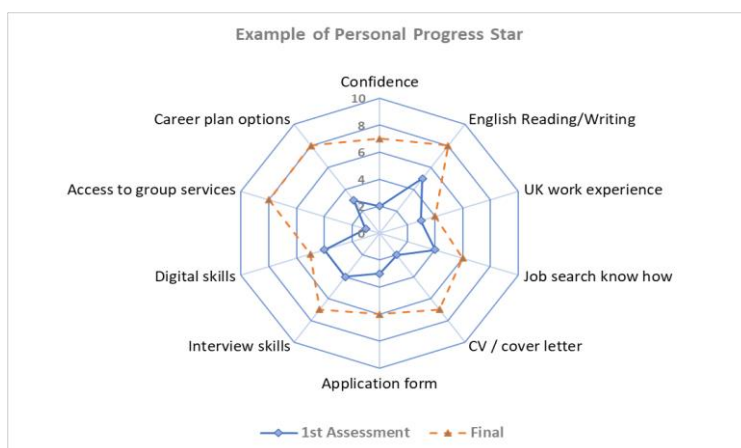 Example of Personal Progress Star
Confidence
10
Career plan options
English Reading/Writing
8
6
Access to group services
UK work experience
4
2
0
Digital skills
Job search know how
Interview skills
CV / cover letter
Application form
1st Assessment
Final